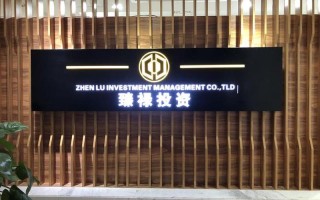 ZHEN LU INVESTMENT MANAGEMENT CO.,TLD
臻禄投资